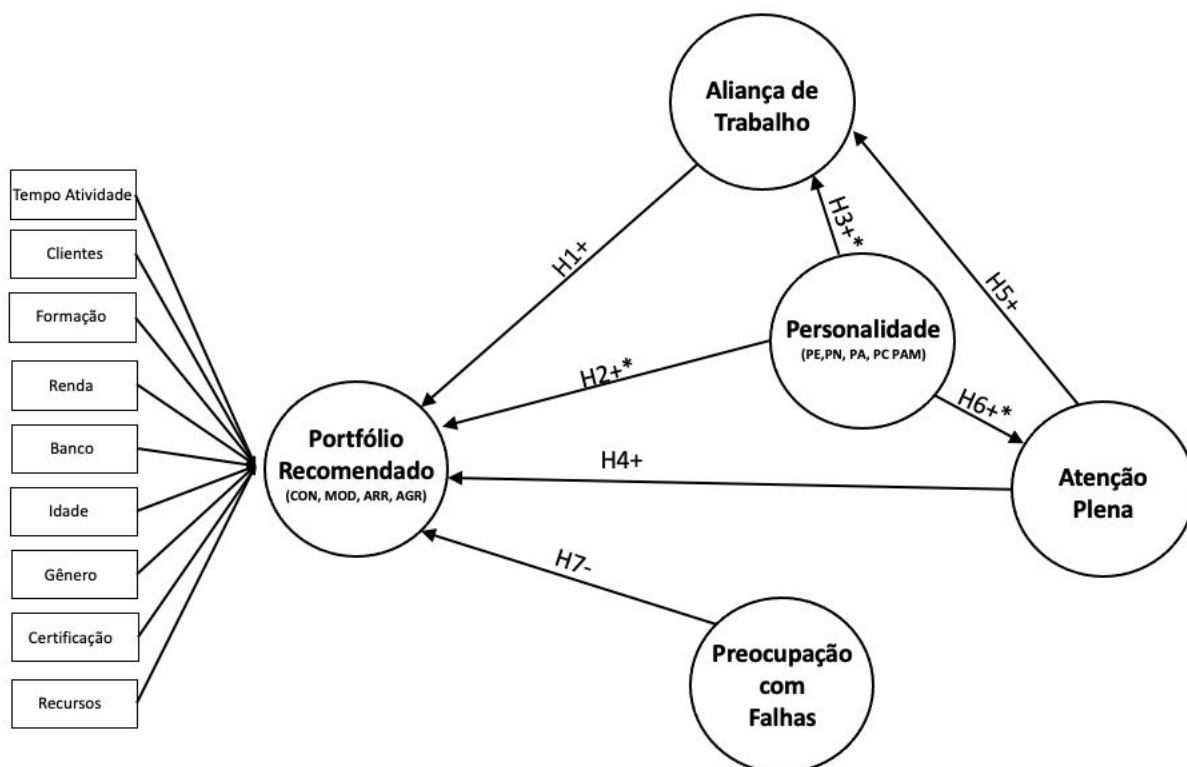 Aliança de
Trabalho
Tempo Atividade
Clientes
Formação
Renda
Banco
Idade
Gênero
Certificação
Recursos
H1+
H3+*
H5+
Personalidade
(PE,PN, PA, PC PAM)
H2+*
H6+*
Portfólio
Recomendado
(CON, MOD, ARR, AGR)
H4+
Atenção
Plena
H7-
Preocupação
com
Falhas